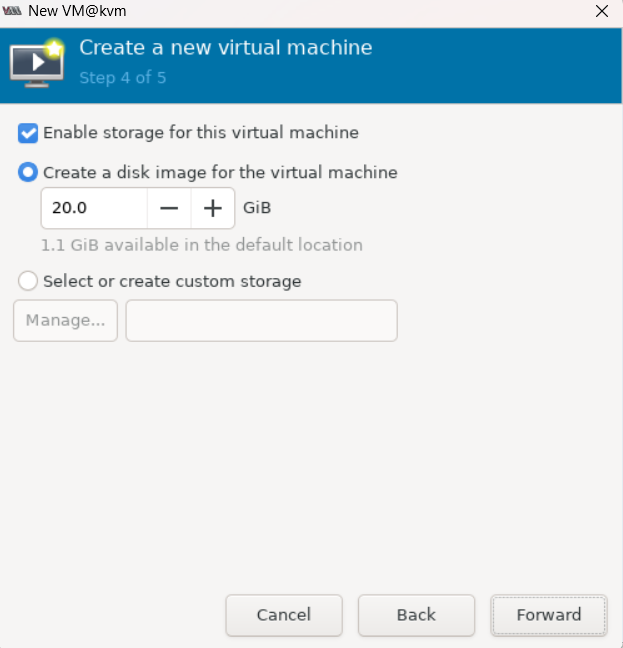 New VM@kvm
Create a new virtual machine
Step 4 of 5
Enable storage for this virtual machine
Create a disk image for the virtual machine
20.0 − + GiB
1.1 GiB available in the default location
Select or create custom storage
Manage...
Cancel Back Forward